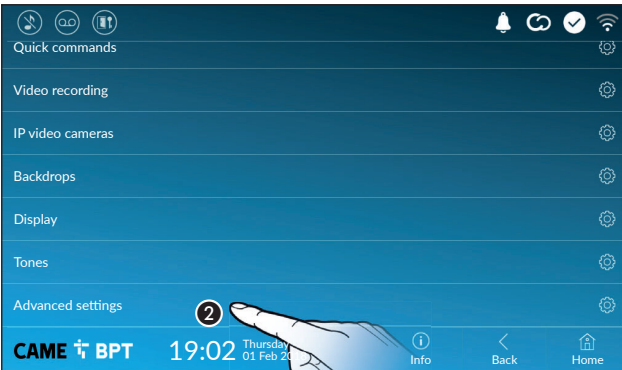 Quick commands
Video recording
IP video cameras
Backdrops
Display
Tones
Advanced settings
2
CAME BPT
19:02
Thursday
01 Feb
Info
Back
Home